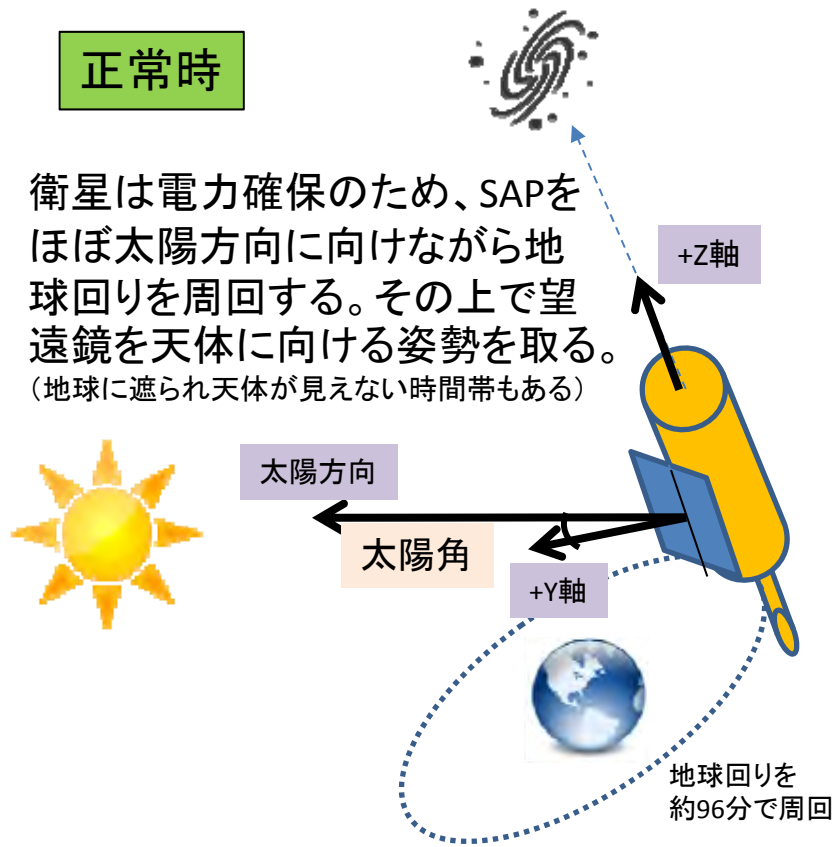 正常時
衛星は電力確保のため、SAPを
ほぼ太陽方向に向けながら地
球回りを周回する。その上で望
遠鏡を天体に向ける姿勢を取る。
（地球に遮られ天体が見えない時間帯もある）
+Z軸
太陽方向
太陽角
+Y軸
地球回りを
約96分で周回